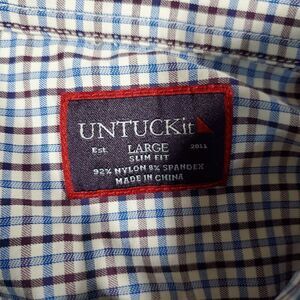 UNTUCKit
Est. LARGE 2011
SLIM FIT
92% NYLON 8% SPANDEX
MADE IN CHINA